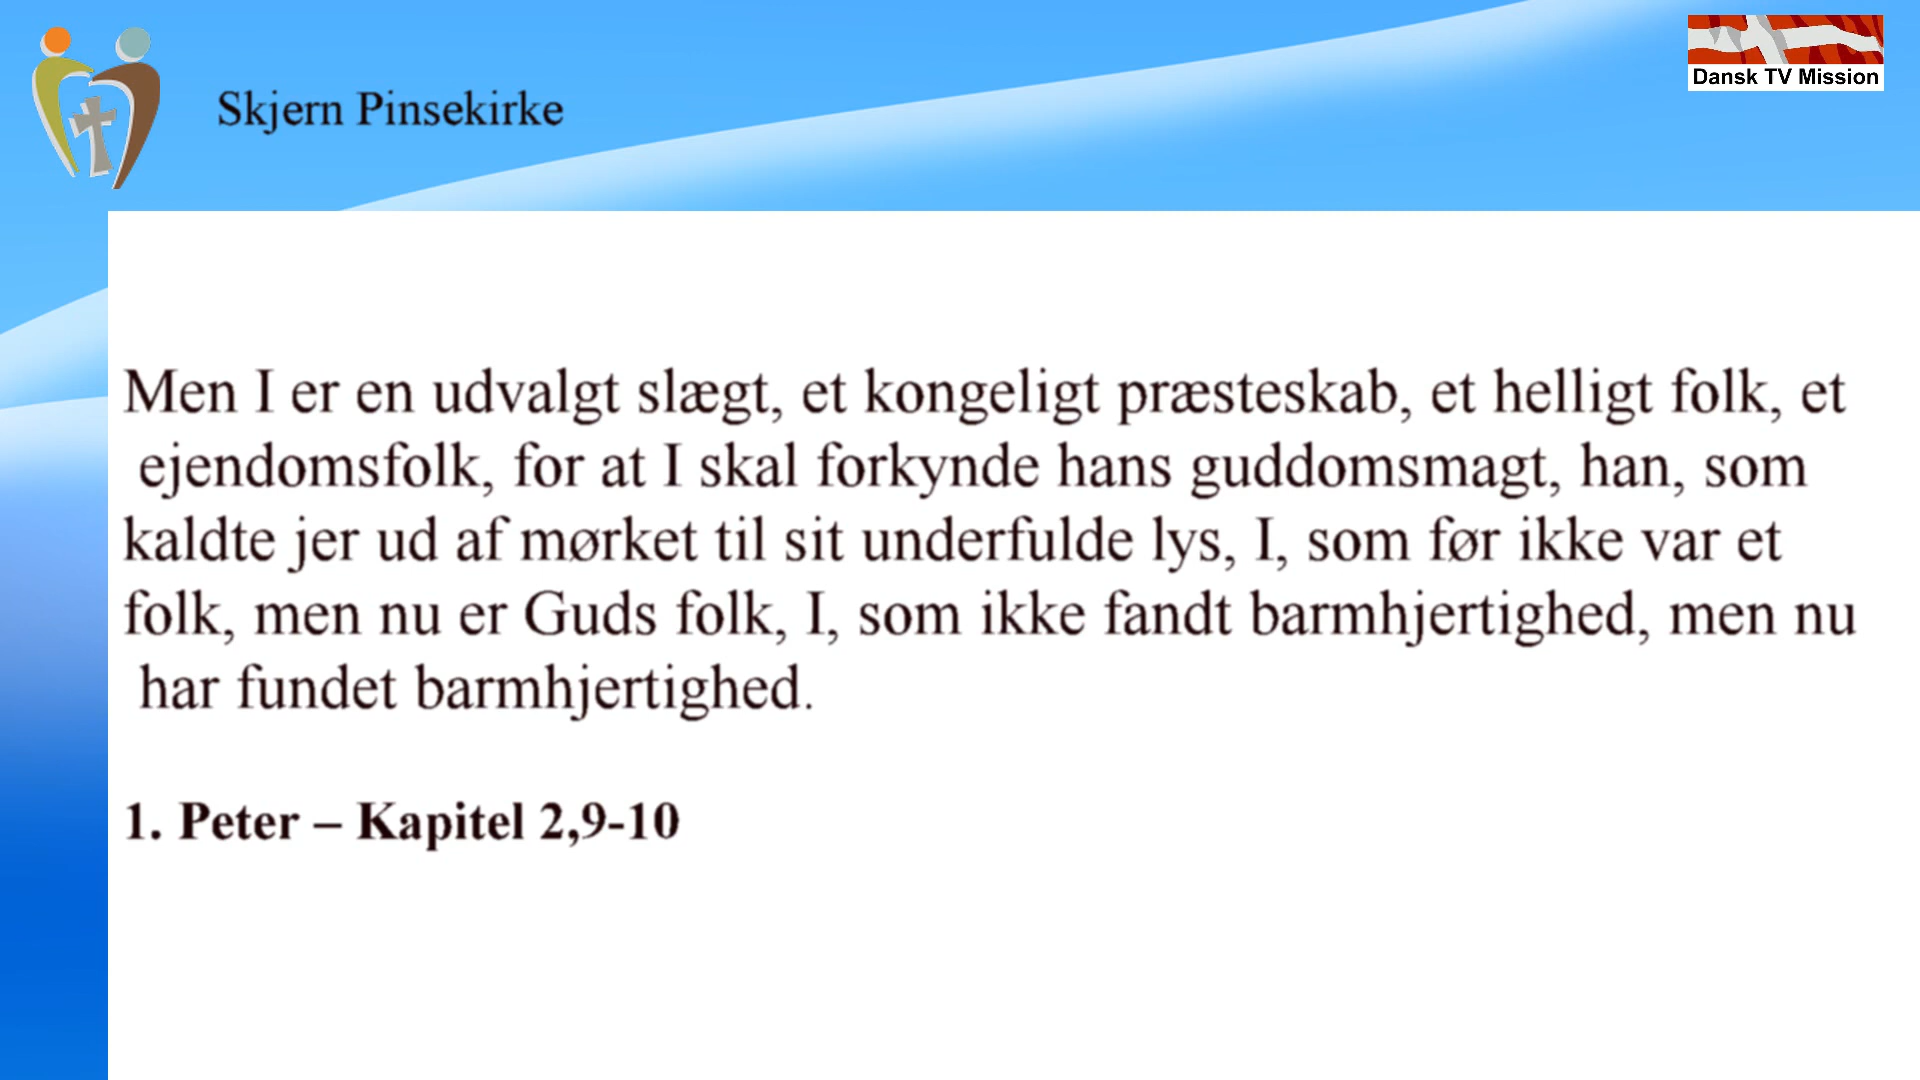 Skjern Pinsekirke
Dansk TV Mission
Men I er en udvalgt slægt, et kongeligt præsteskab, et helligt folk, et
ejendomsfolk, for at I skal forkynde hans guddomsmagt, han, som
kaldte jer ud af mørket til sit underfulde lys, I, som før ikke var et
folk, men nu er Guds folk, I, som ikke fandt barmhjertighed, men nu
har fundet barmhjertighed.
1. Peter – Kapitel 2,9-10